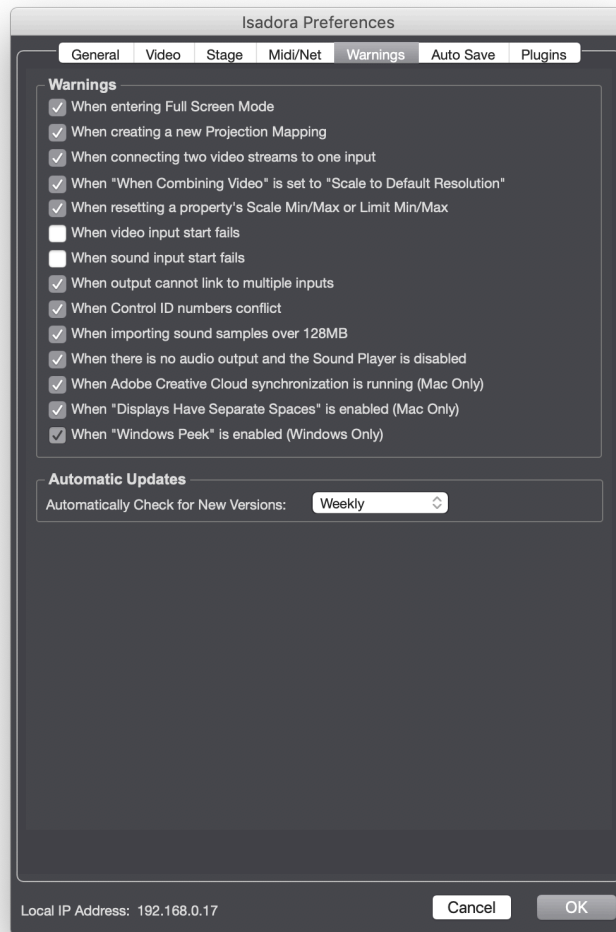 Isadora Preferences
General Video Stage Midi/Net Warnings Auto Save Plugins
Warnings
When entering Full Screen Mode
When creating a new Projection Mapping
When connecting two video streams to one input
When "When Combining Video" is set to "Scale to Default Resolution"
When resetting a property's Scale Min/Max or Limit Min/Max
When video input start fails
When sound input start fails
When output cannot link to multiple inputs
When Control ID numbers conflict
When importing sound samples over 128MB
When there is no audio output and the Sound Player is disabled
When Adobe Creative Cloud synchronization is running (Mac Only)
When "Displays Have Separate Spaces" is enabled (Mac Only)
When "Windows Peek" is enabled (Windows Only)
Automatic Updates
Automatically Check for New Versions: Weekly
Local IP Address: 192.168.0.17 Cancel OK